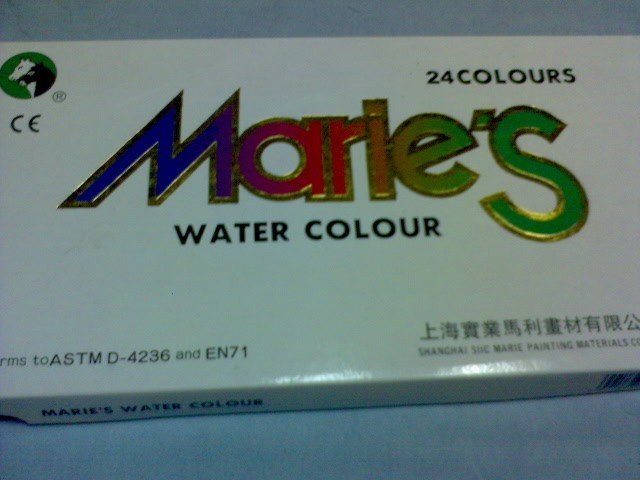 24COLOURS
®
CE
Marie's
WATER COLOUR
上海實業馬利畫材有限公
SHANGHAI SIIC MARIE PAINTING MATERIALS CO
rms to ASTM D-4236 and EN71
MARIE'S WATER COLOUR